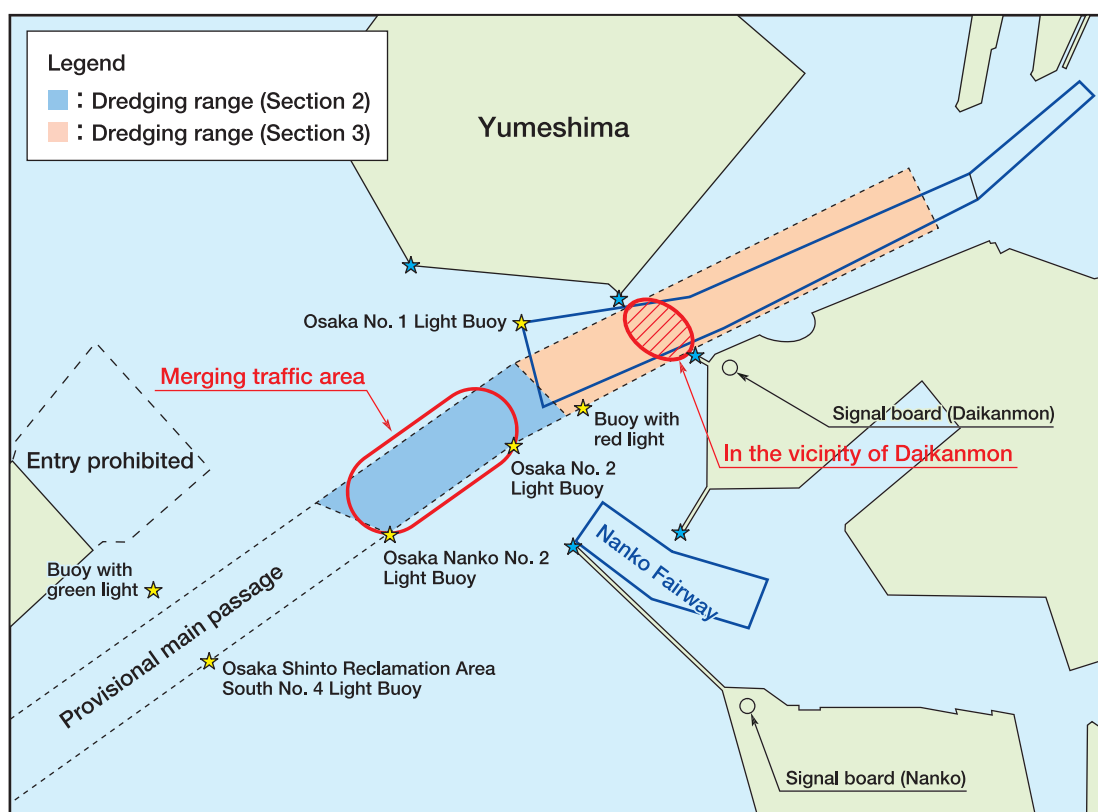 Legend
: Dredging range (Section 2)
: Dredging range (Section 3)
Yumeshima
Osaka No. 1 Light Buoy
Merging traffic area
Entry prohibited
Buoy with
red light
Signal board (Daikanmon)
In the vicinity of Daikanmon
Osaka No. 2
Light Buoy
Osaka Nanko No. 2
Light Buoy
Nanko Fairway
Buoy with
green light
Provisional main passage
Osaka Shinto Reclamation Area
South No. 4 Light Buoy
Signal board (Nanko)